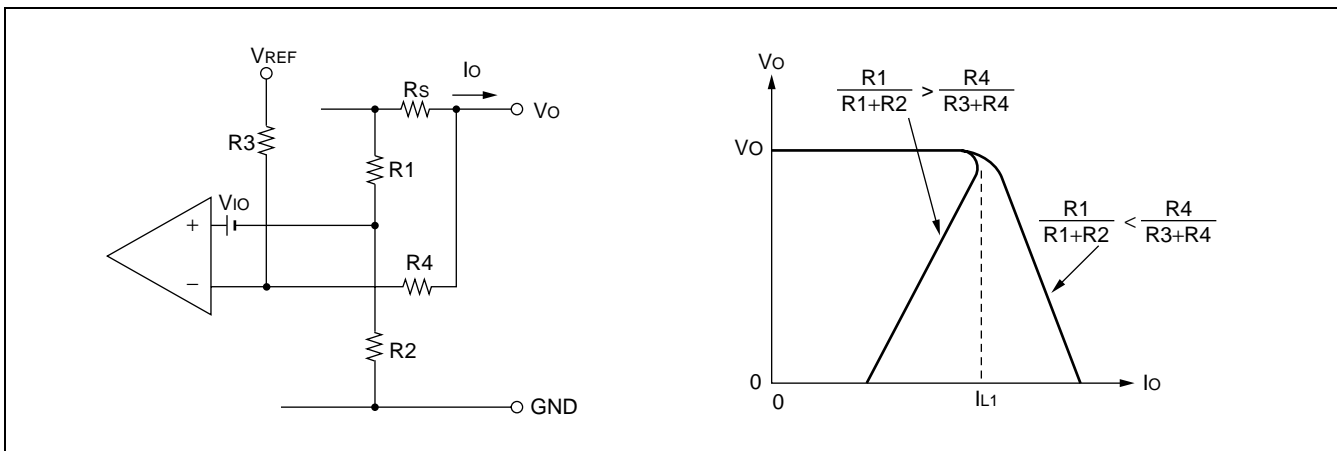 VREF
IO
RS
VO
R3
R1
VIO
+
−
R4
R2
GND
VO
R1
R1+R2
>
R4
R3+R4
VO
R1
R1+R2
<
R4
R3+R4
0
0
IL1
IO